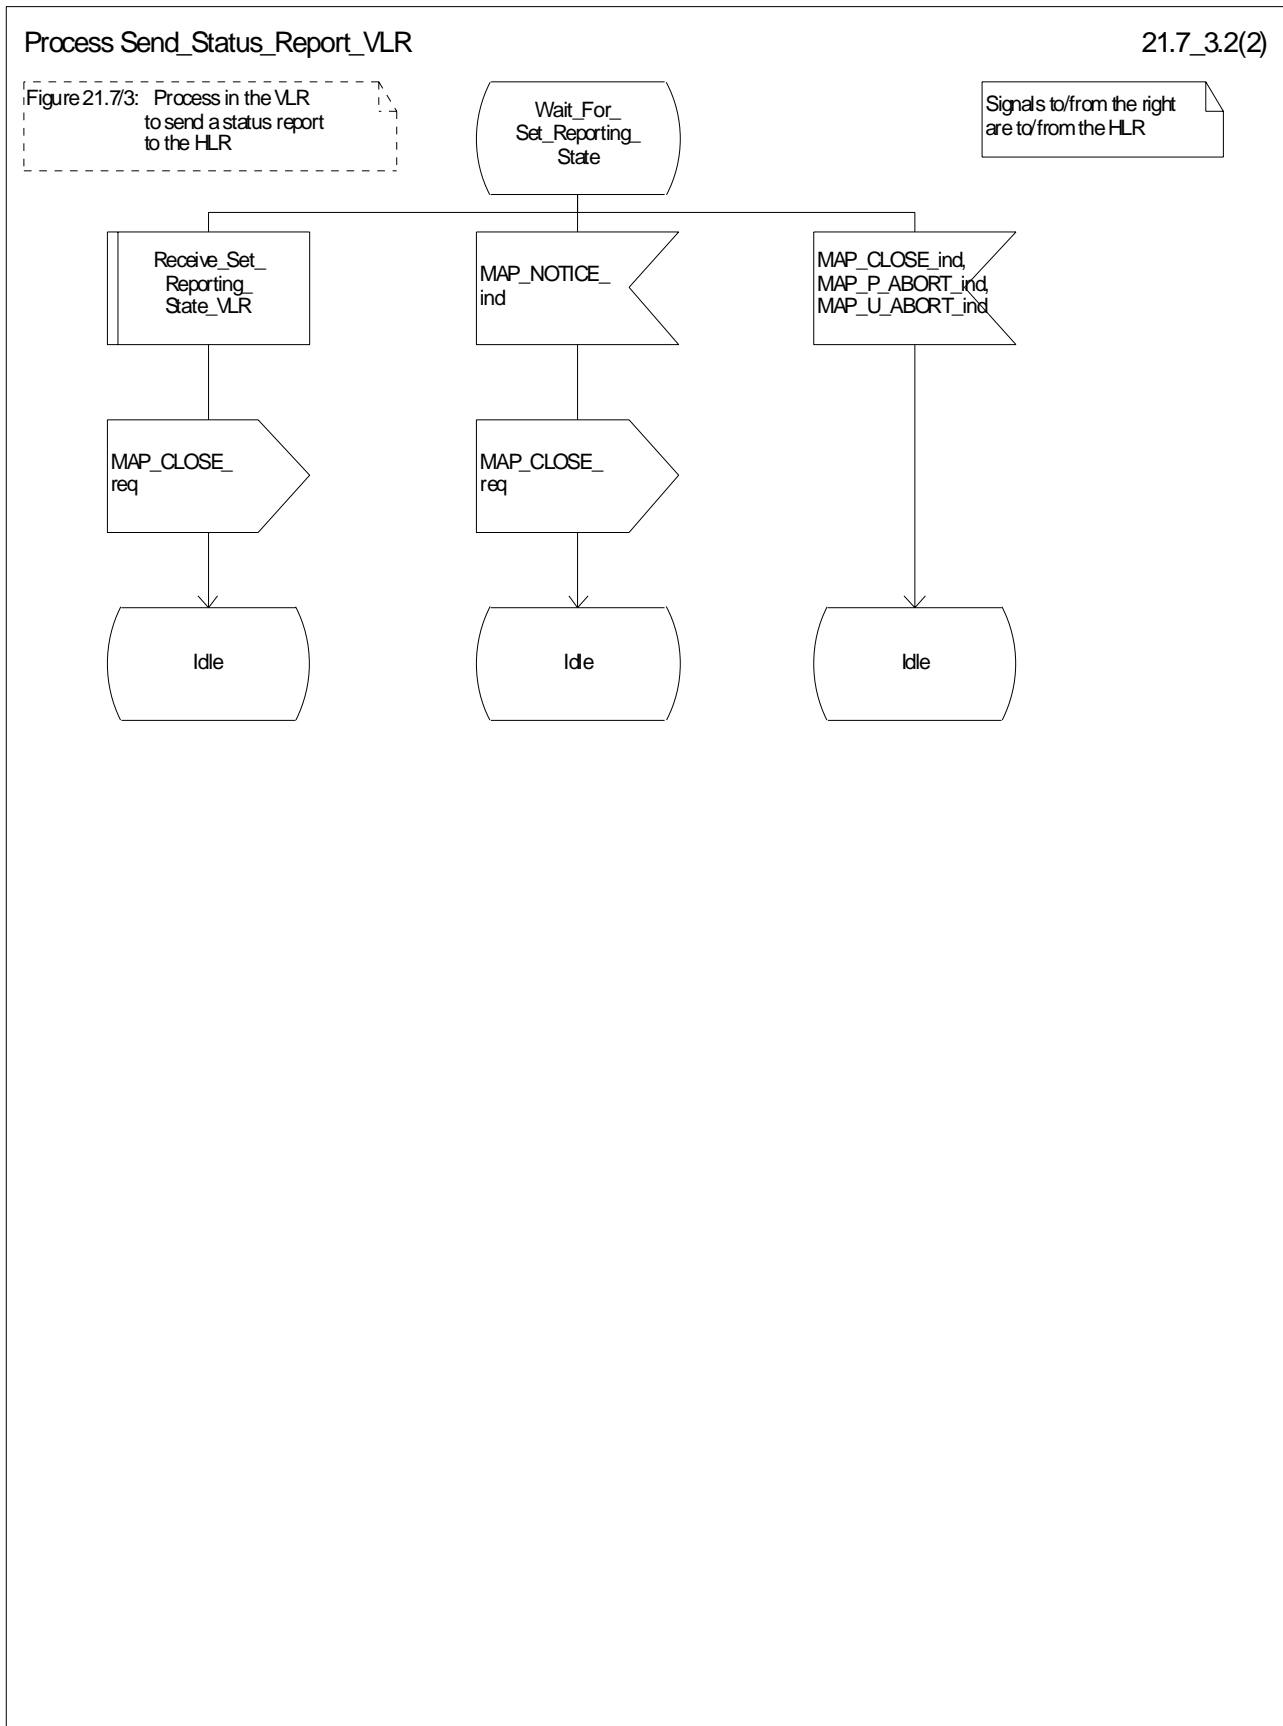 Process Send_Status_Report_VLR
21.7_3.2(2)
Figure 21.7/3: Process in the VLR
to send a status report
to the HLR
Wait_For_
Set_Reporting_
State
Signals to/from the right
are to/from the HLR
Receive_Set_
Reporting_
State_VLR
MAP_NOTICE_
ind
MAP_CLOSE_ind,
MAP_P_ABORT_ind,
MAP_U_ABORT_ind
MAP_CLOSE_
req
MAP_CLOSE_
req
Idle
Idle
Idle